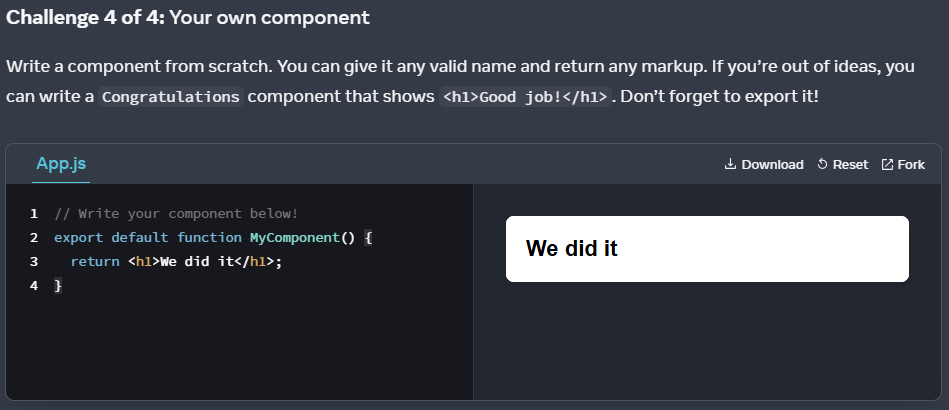 Challenge 4 of 4: Your own component
Write a component from scratch. You can give it any valid name and return any markup. If you’re out of ideas, you
can write a Congratulations component that shows <h1>Good job!</h1>. Don’t forget to export it!
App.js
Download Reset Fork
1 // Write your component below!
2 export default function MyComponent() {
3   return <h1>We did it</h1>;
4 }
We did it